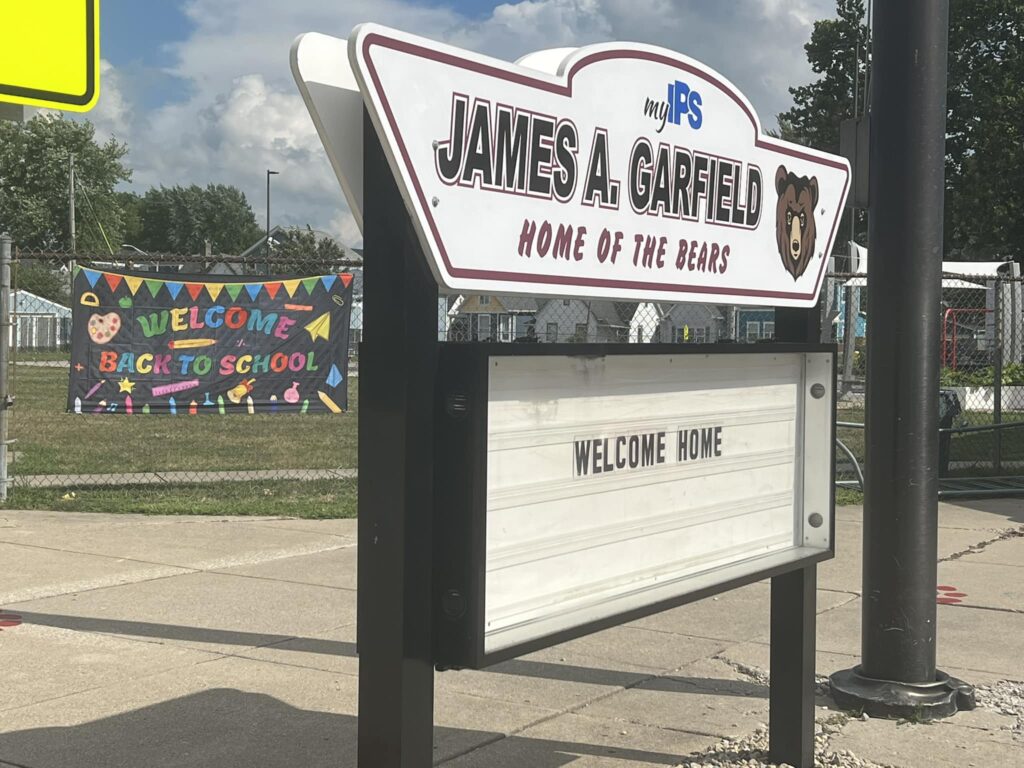 myIPS
JAMES A. GARFIELD
HOME OF THE BEARS
WELCOME HOME
WELCOME
BACK TO SCHOOL